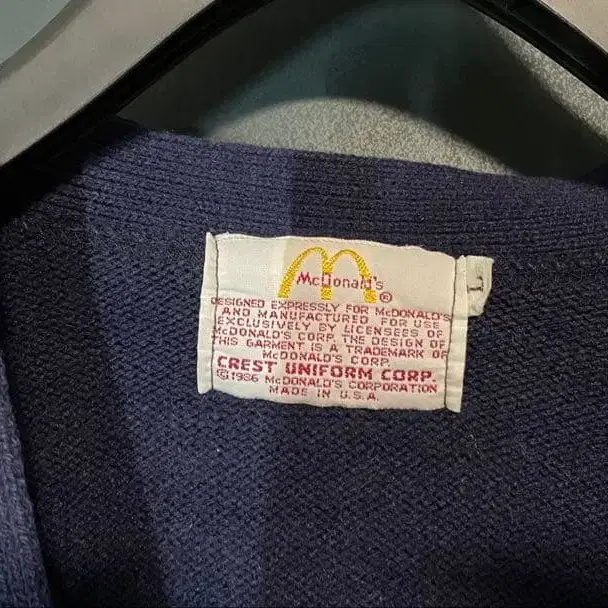 McDonald's
®
DESIGNED EXPRESSLY FOR McDONALD'S
AND MANUFACTURED FOR USE
EXCLUSIVELY BY LICENSEES OF
McDONALD'S CORP. THE DESIGN OF
THIS GARMENT IS A TRADEMARK OF
McDONALD'S CORP.
CREST UNIFORM CORP.
©1986 McDONALD'S CORPORATION
MADE IN U.S.A.